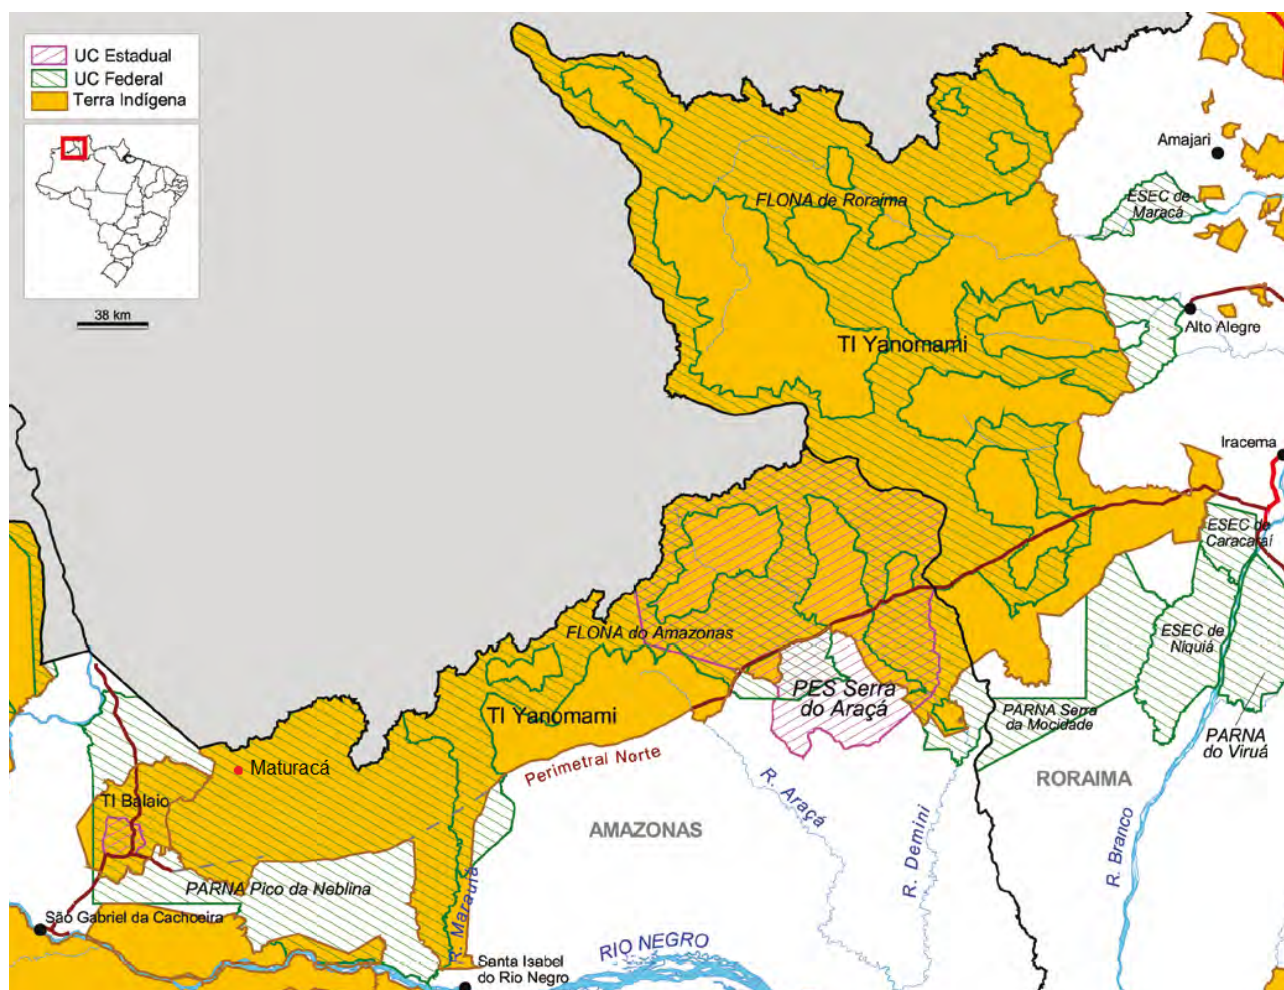 UC Estadual
UC Federal
Terra Indígena
38 km
Amajari
ESEC de
Maracá
FLONA de Roraima
Alto Alegre
TI Yanomami
Iracema
ESEC de
Caracaraí
FLONA do Amazonas
ESEC de
Niquiá
PES Serra
do Araçá
PARNA Serra
da Mocidade
TI Yanomami
PARNA
do Viruá
Maturacá
Perimetral Norte
RORAIMA
TI Balaio
R. Araçá
AMAZONAS
R. Demini
R. Branco
PARNA Pico da Neblina
R. Marauiá
São Gabriel da Cachoeira
RIO NEGRO
Santa Isabel
do Rio Negro